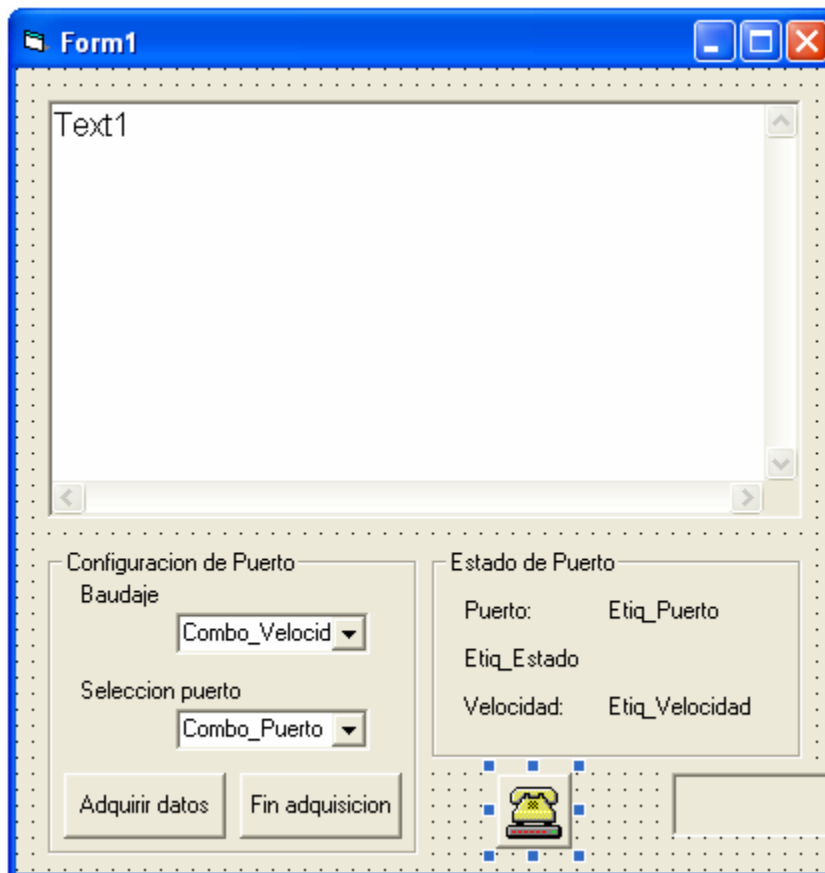 Form1
Text1
Configuracion de Puerto
Baudaje
Combo_Velocid
Seleccion puerto
Combo_Puerto
Adquirir datos
Fin adquisicion
Estado de Puerto
Puerto: Etiq_Puerto
Etiq_Estado
Velocidad: Etiq_Velocidad